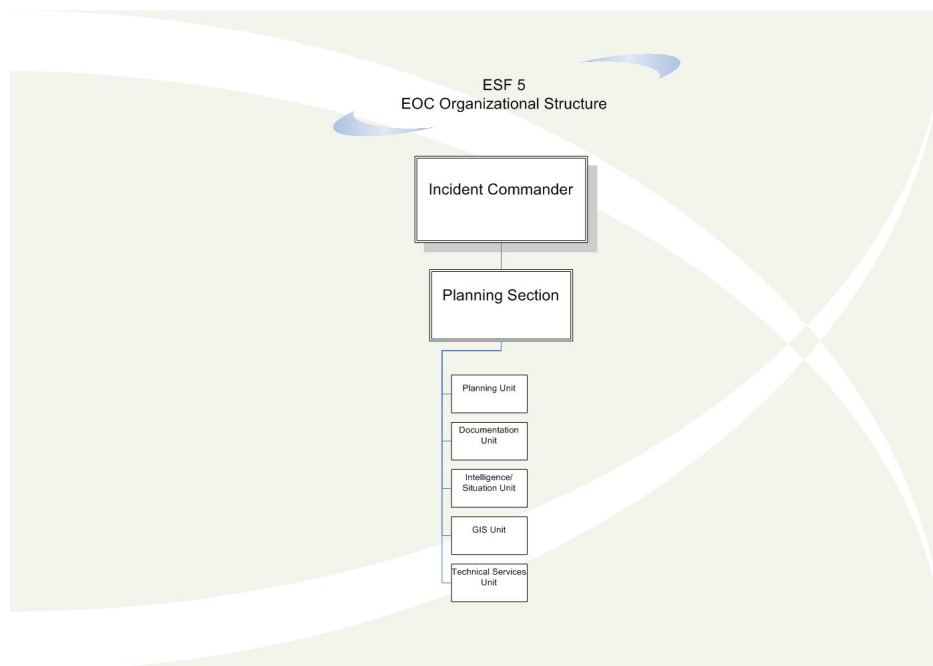 ESF 5
EOC Organizational Structure
Incident Commander
Planning Section
Planning Unit
Documentation
Unit
Intelligence/
Situation Unit
GIS Unit
Technical Services
Unit